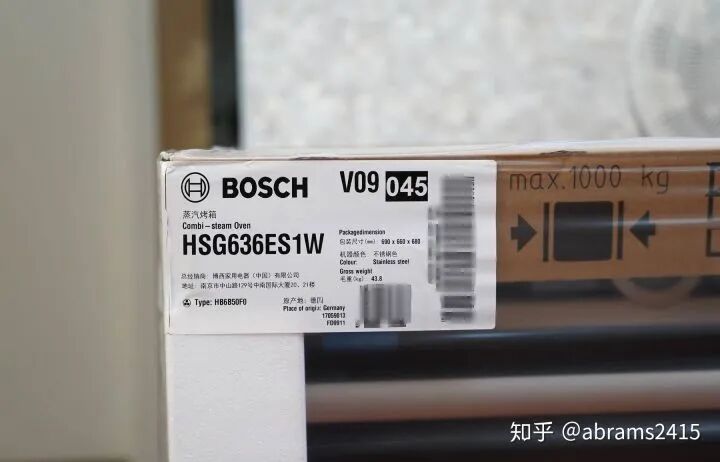 BOSCH
V09 045
蒸汽烤箱
Combi-steam Oven
HSG636ES1W
总经销商: 博西家用电器（中国）有限公司
地址: 南京市中山路129号中南国际大厦20、21楼
Type: HB6B50F0
原产地: 德国
Place of origin: Germany
17059013
FD9911
Packagedimension
包装尺寸(mm) 690 x 660 x 680
机器颜色: 不锈钢色
Colour: Stainless steel
Gross weight
毛重(kg) 43.8
max.1000 kg
知乎 @abrams2415